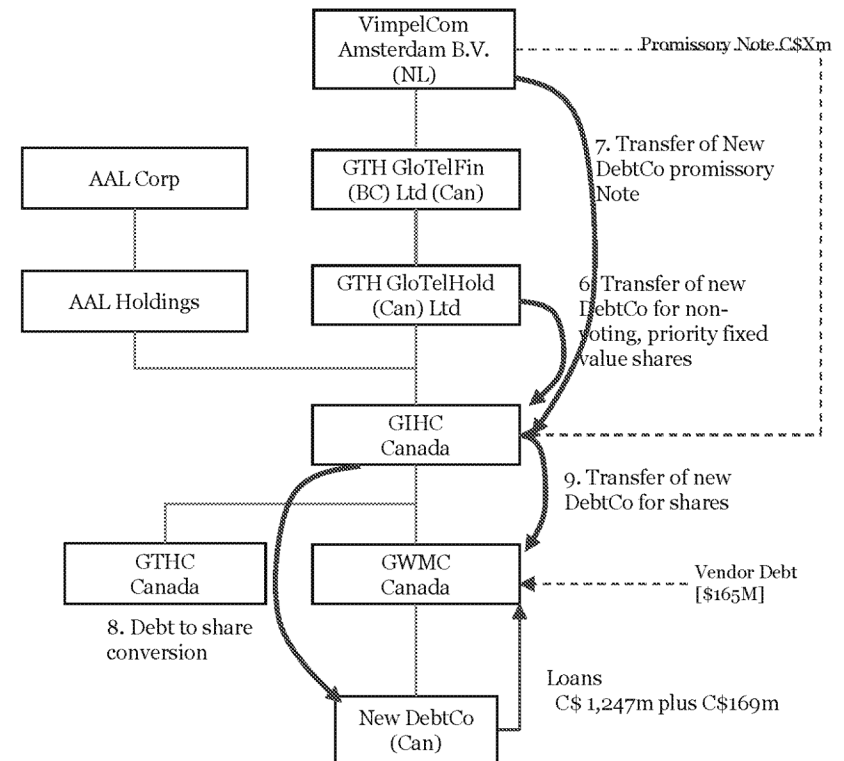 VimpelCom
Amsterdam B.V.
(NL)
Promissory Note C$Xm
7. Transfer of New
DebtCo promissory
Note
AAL Corp
GTH GloTelFin
(BC) Ltd (Can)
AAL Holdings
GTH GloTelHold
(Can) Ltd
6. Transfer of new
DebtCo for non-
voting, priority fixed
value shares
GIHC
Canada
9. Transfer of new
DebtCo for shares
GTHC
Canada
GWMC
Canada
Vendor Debt
[$165M]
8. Debt to share
conversion
Loans
C$ 1,247m plus C$169m
New DebtCo
(Can)